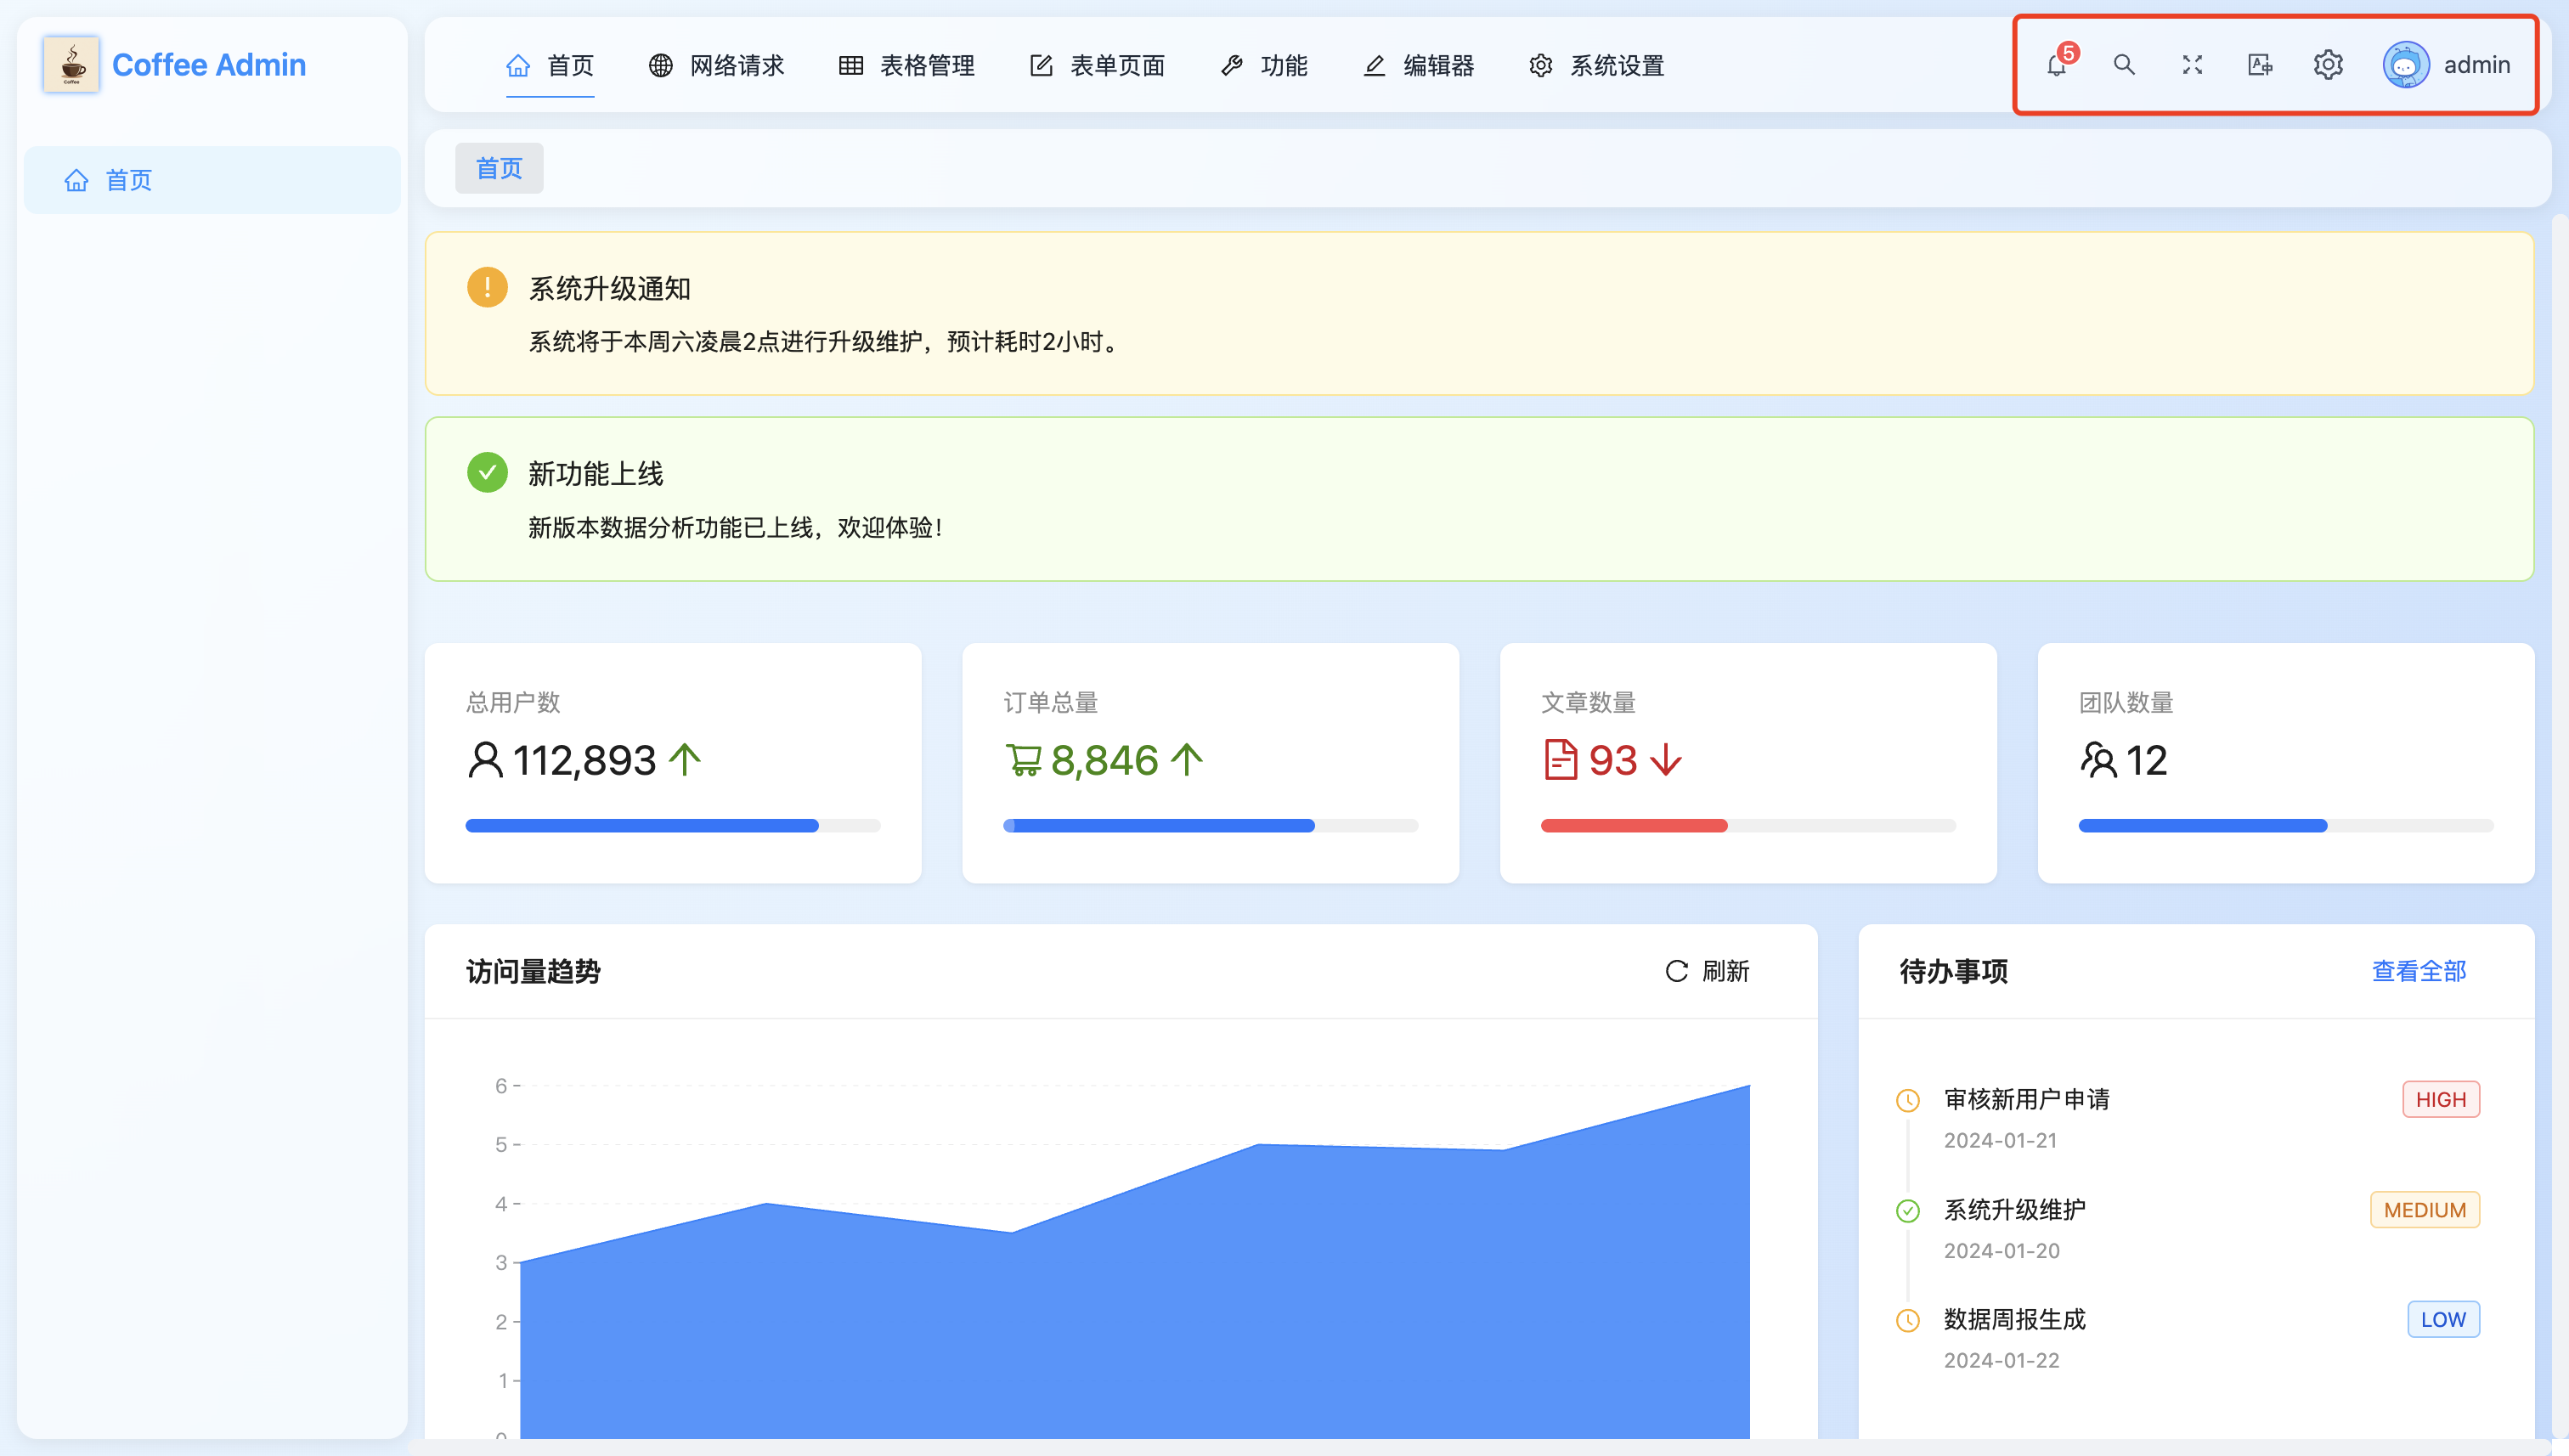 Coffee Admin
首页
网络请求
表格管理
表单页面
功能
编辑器
系统设置
5
admin
首页
首页
系统升级通知
系统将于本周六凌晨2点进行升级维护，预计耗时2小时。
新功能上线
新版本数据分析功能已上线，欢迎体验！
总用户数
112,893
订单总量
8,846
文章数量
93
团队数量
12
访问量趋势
刷新
6
5
4
3
2
1
0
待办事项
查看全部
审核新用户申请
HIGH
2024-01-21
系统升级维护
MEDIUM
2024-01-20
数据周报生成
LOW
2024-01-22